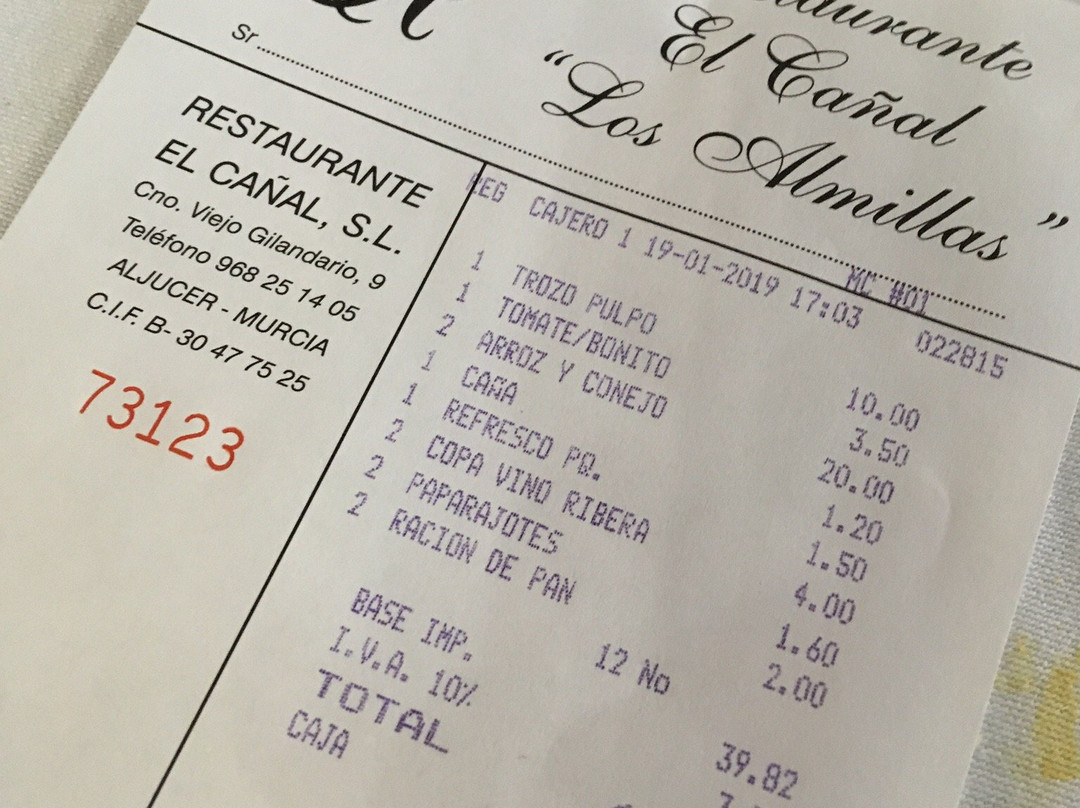 El Cañal
"Los Almillas"
Sr
RESTAURANTE
EL CAÑAL, S.L.
Cno. Viejo Gilandario, 9
Teléfono 968 25 14 05
ALJUCER - MURCIA
C.I.F. B- 30 47 75 25
73123
REG CAJERO 1 19-01-2019 17:03 MC #01 022815
1 TROZO PULPO 10.00
1 TOMATE/BONITO 3.50
2 ARROZ Y CONEJO 20.00
1 CAÑA 1.20
1 REFRESCO PQ. 1.50
2 COPA VINO RIBERA 4.00
2 PAPARAJOTES 1.60
2 RACION DE PAN 2.00
12 No
BASE IMP. 39.82
I.V.A. 10%
TOTAL
CAJA